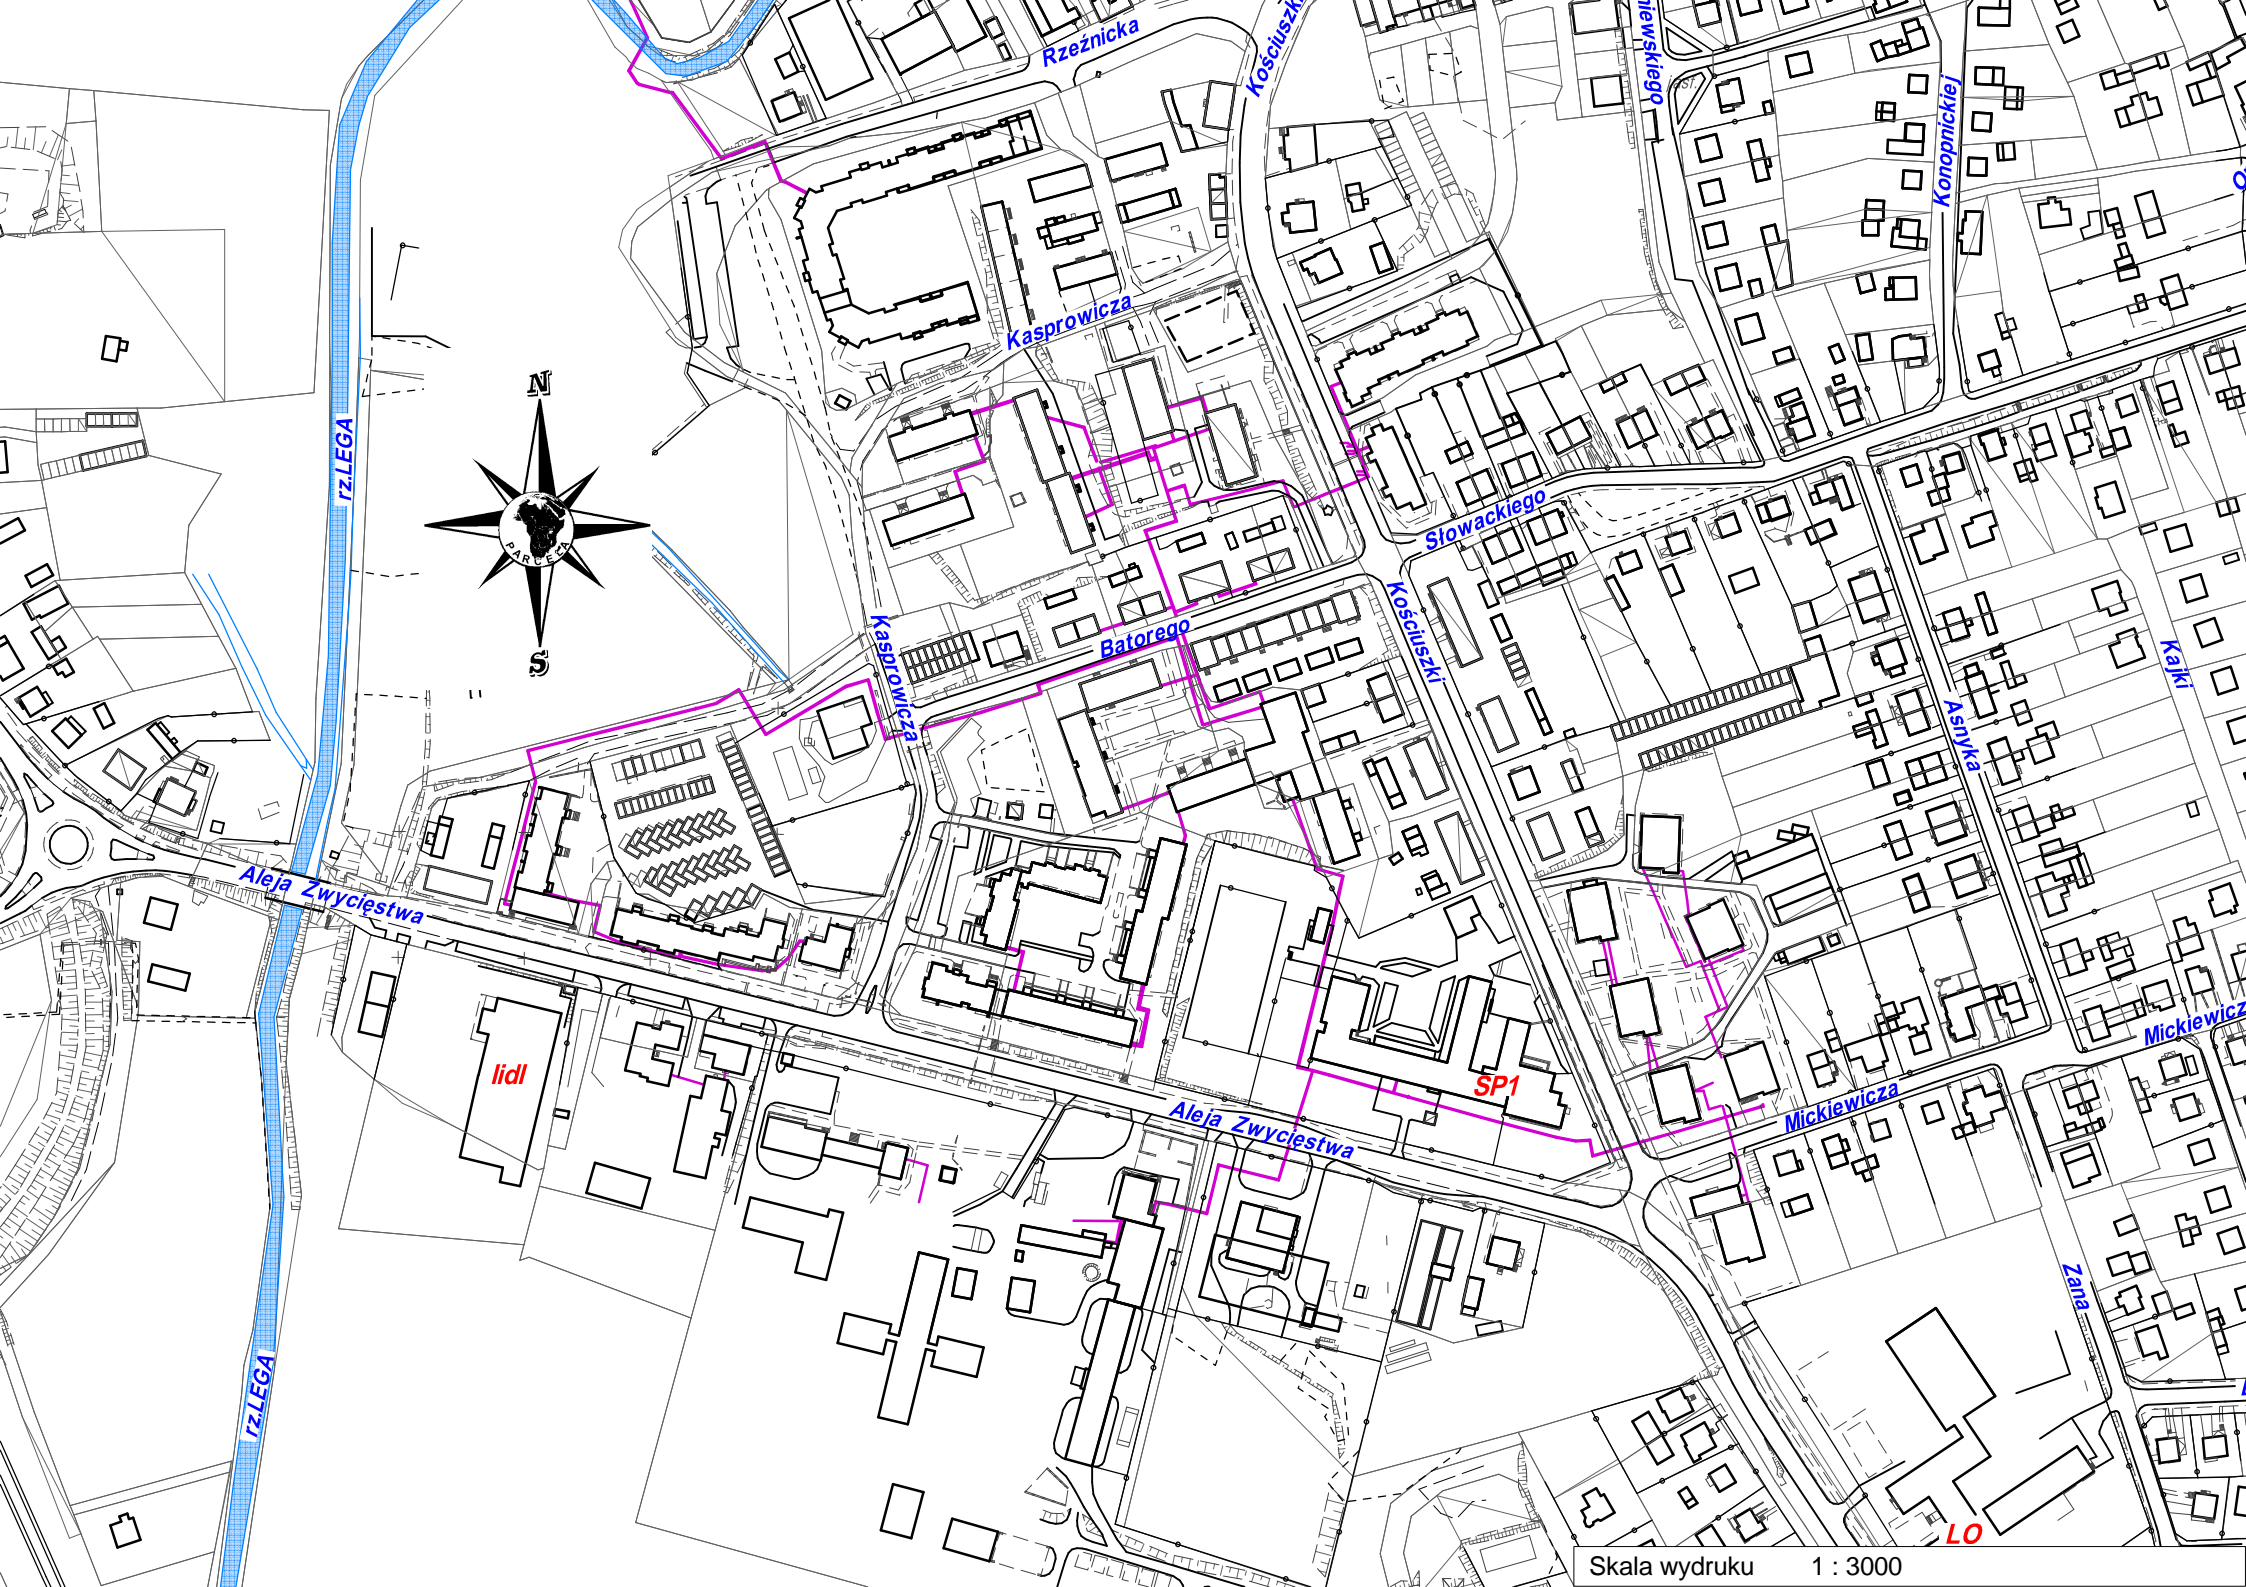 Rzeźnicka
Kościuszki
niewskiego
Konopnickiej
Kasprowicza
rz.LEGA
N
PARCELA
S
Słowackiego
Kasprowicza
Batorego
Kościuszki
Kajki
Asnyka
Aleja Zwycięstwa
lidl
SP1
Aleja Zwycięstwa
Mickiewicza
Mickiewicz
Zana
rz.LEGA
LO
Skala wydruku 1 : 3000